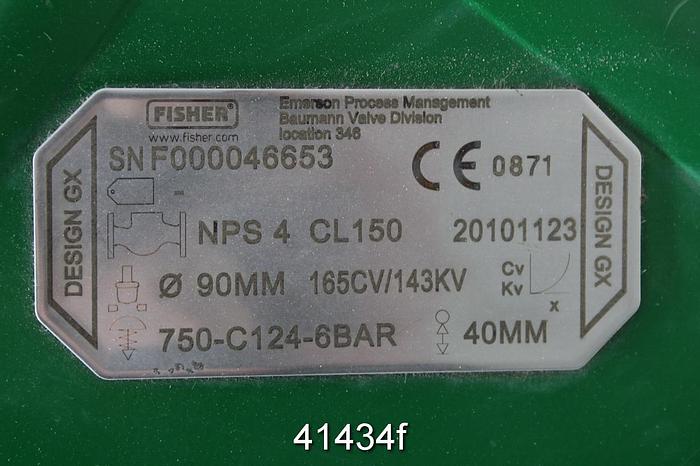 FISHER®
www.fisher.com
Emerson Process Management
Baumann Valve Division
location 346
SN F000046653
CE 0871
DESIGN GX
-
NPS 4 CL150 20101123
Ø 90MM 165CV/143KV
Cv
Kv
x
750-C124-6BAR
40MM
DESIGN GX
41434f